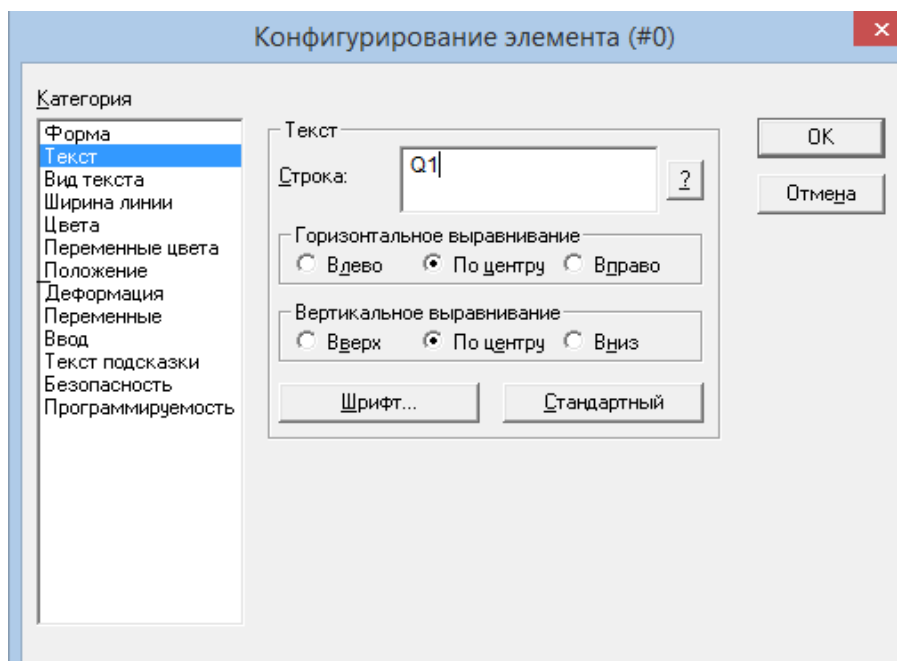 Конфигурирование элемента (#0)
Категория
Форма
Текст
Вид текста
Ширина линии
Цвета
Переменные цвета
Положение
Деформация
Переменные
Ввод
Текст подсказки
Безопасность
Программируемость
Текст
Строка:
Q1
?
Горизонтальное выравнивание
Влево По центру Вправо
Вертикальное выравнивание
Вверх По центру Вниз
Шрифт... Стандартный
OK
Отмена